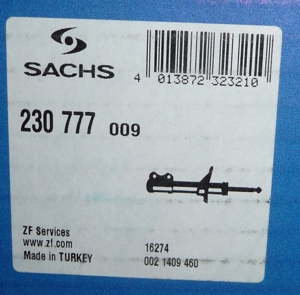 SACHS
4 013872 323210
230 777 009
ZF Services
www.zf.com
Made in TURKEY
16274
002 1409 460